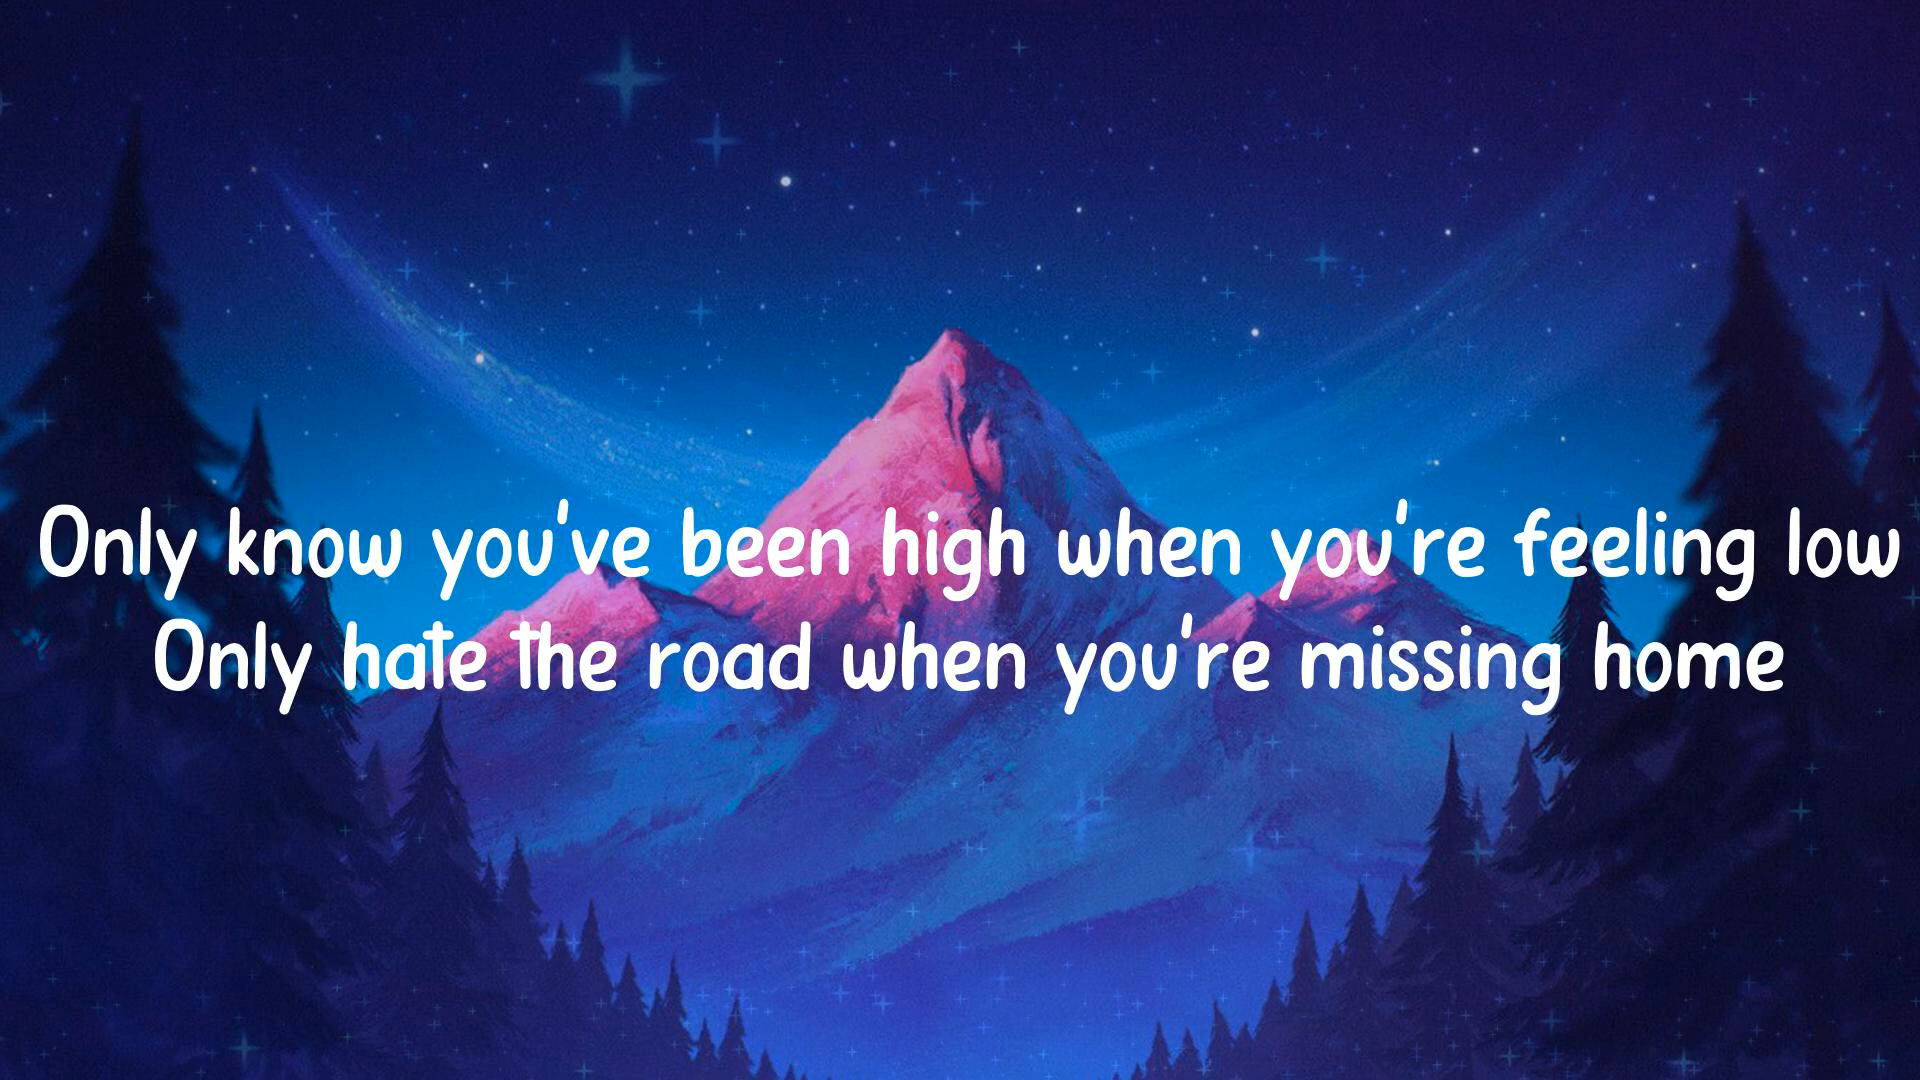 Only know you've been high when you're feeling low
Only hate the road when you're missing home